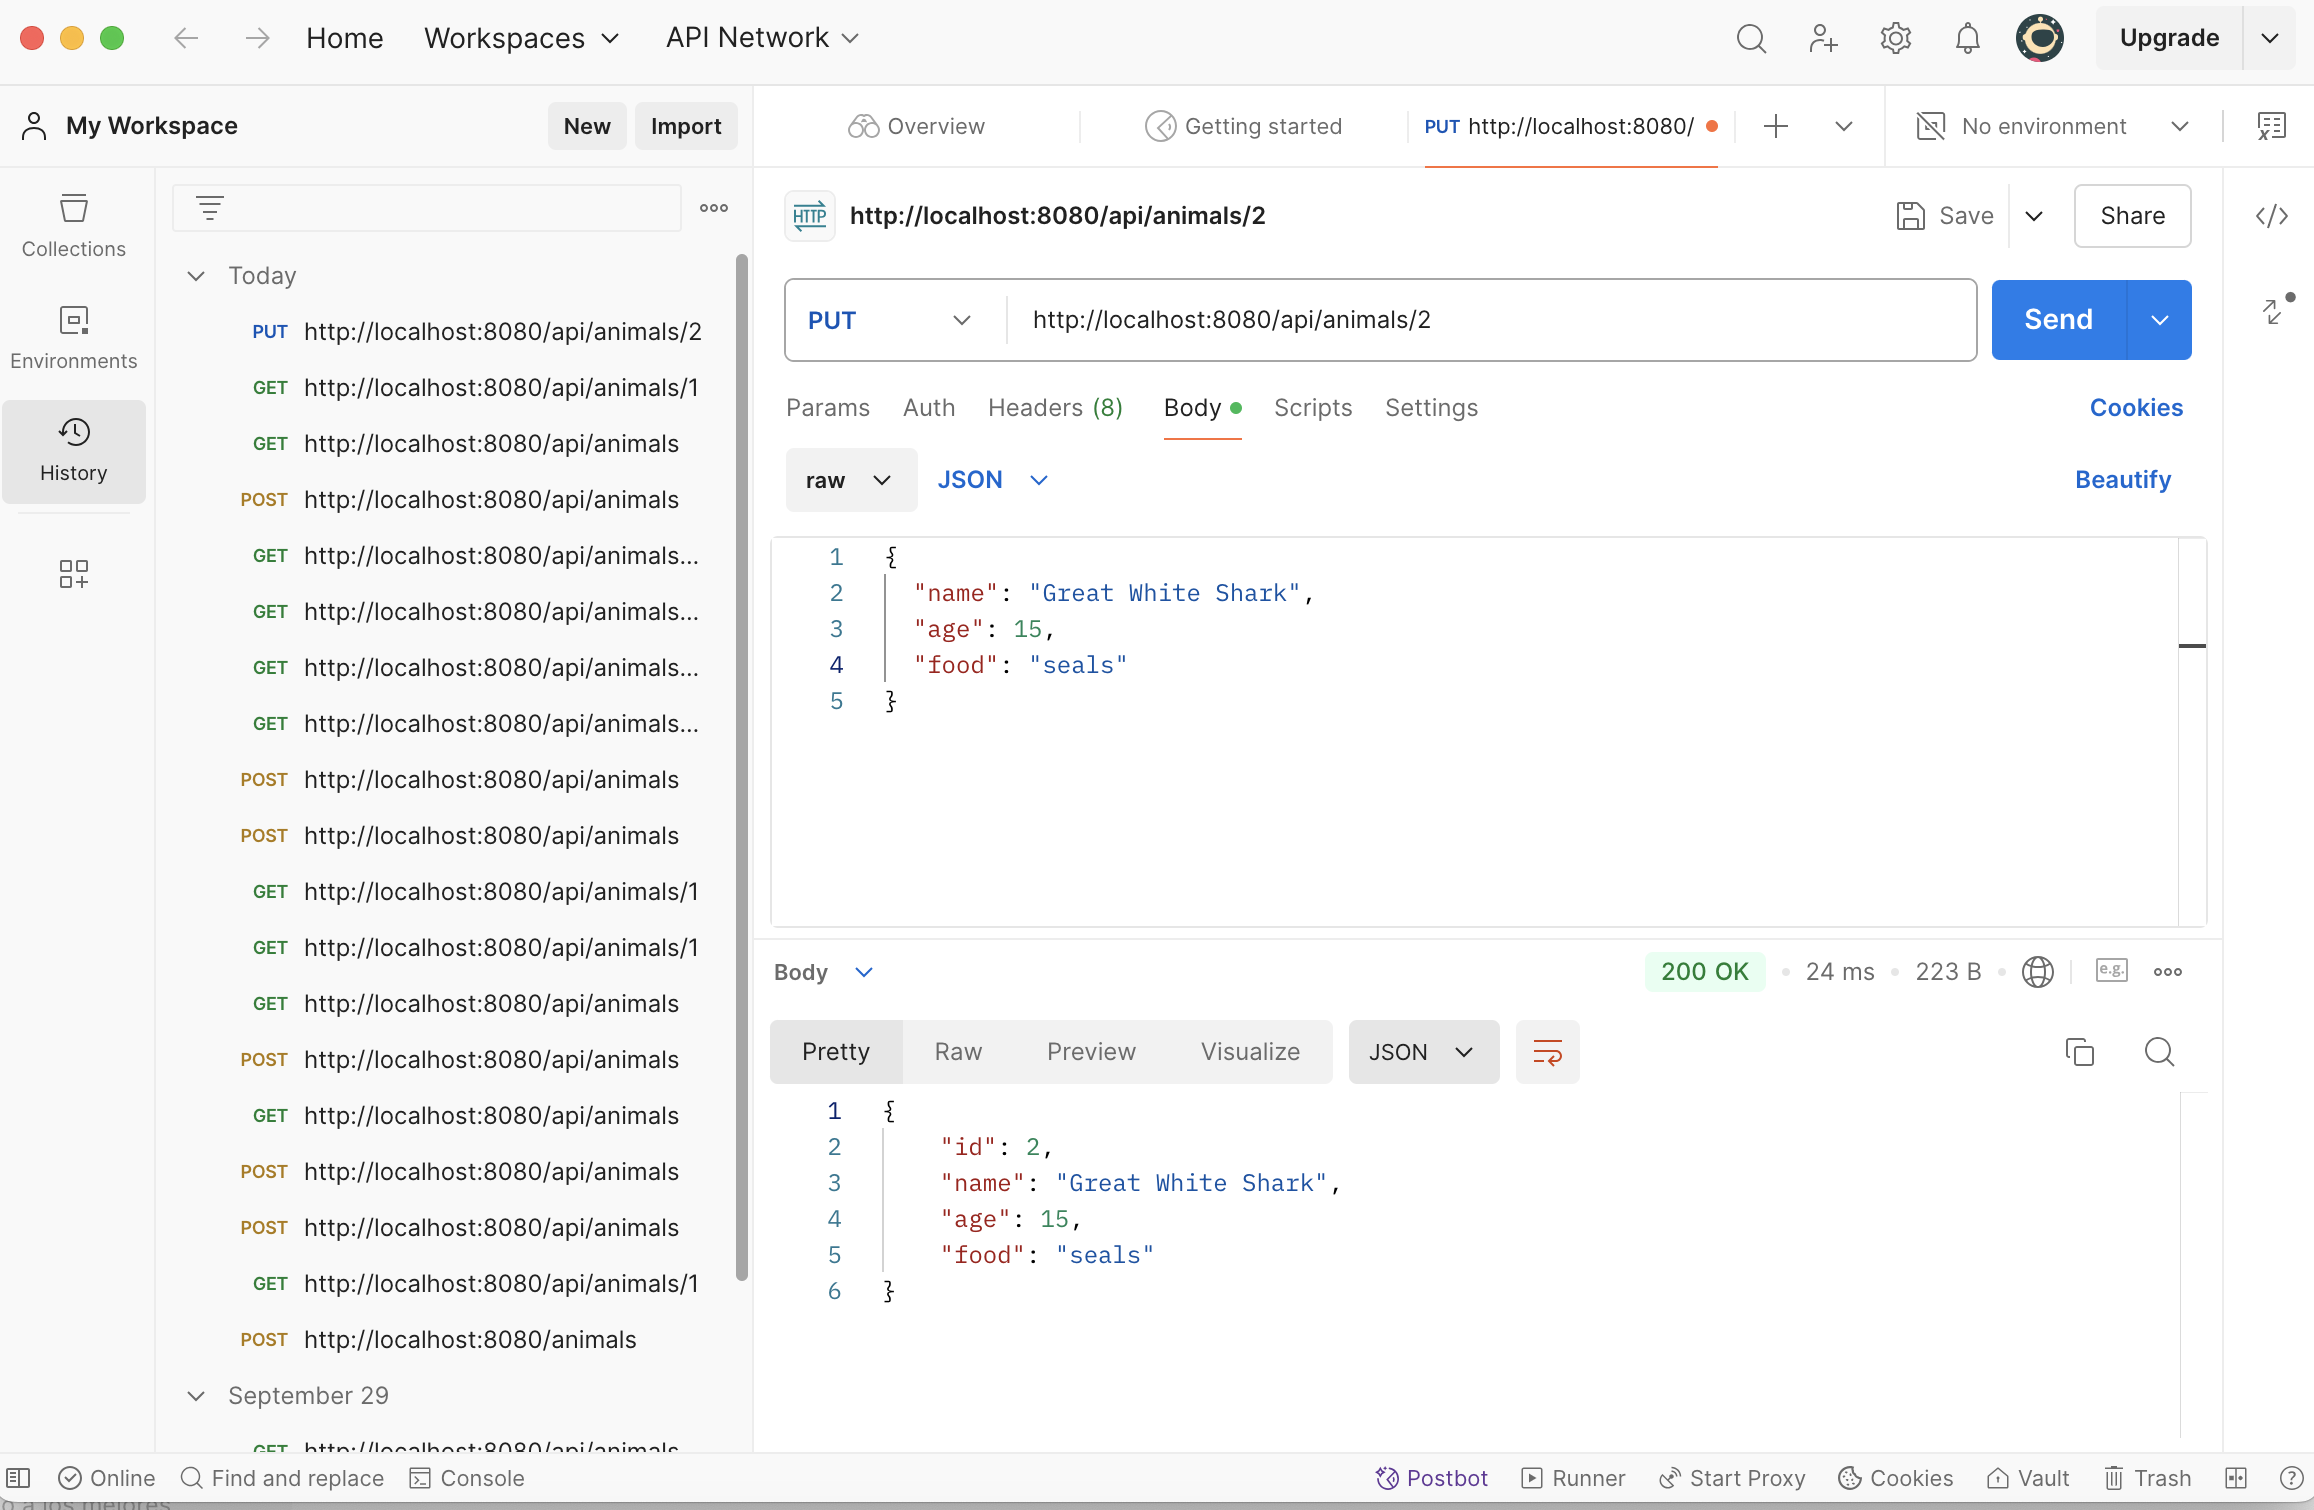 Home Workspaces API Network Upgrade
My Workspace New Import
Overview Getting started PUT http://localhost:8080/ No environment
Collections
Environments
History
Today
PUT http://localhost:8080/api/animals/2
GET http://localhost:8080/api/animals/1
GET http://localhost:8080/api/animals
POST http://localhost:8080/api/animals
GET http://localhost:8080/api/animals...
GET http://localhost:8080/api/animals...
GET http://localhost:8080/api/animals...
GET http://localhost:8080/api/animals...
POST http://localhost:8080/api/animals
POST http://localhost:8080/api/animals
GET http://localhost:8080/api/animals/1
GET http://localhost:8080/api/animals/1
GET http://localhost:8080/api/animals
POST http://localhost:8080/api/animals
GET http://localhost:8080/api/animals
POST http://localhost:8080/api/animals
POST http://localhost:8080/api/animals
GET http://localhost:8080/api/animals/1
POST http://localhost:8080/animals
September 29
GET http://localhost:8080/api/animals
HTTP http://localhost:8080/api/animals/2 Save Share
PUT http://localhost:8080/api/animals/2 Send
Params Auth Headers (8) Body Scripts Settings Cookies
raw JSON Beautify
1 {
2 "name": "Great White Shark",
3 "age": 15,
4 "food": "seals"
5 }
Body 200 OK 24 ms 223 B e.g.
Pretty Raw Preview Visualize JSON
1 {
2 "id": 2,
3 "name": "Great White Shark",
4 "age": 15,
5 "food": "seals"
6 }
Online Find and replace Console Postbot Runner Start Proxy Cookies Vault Trash